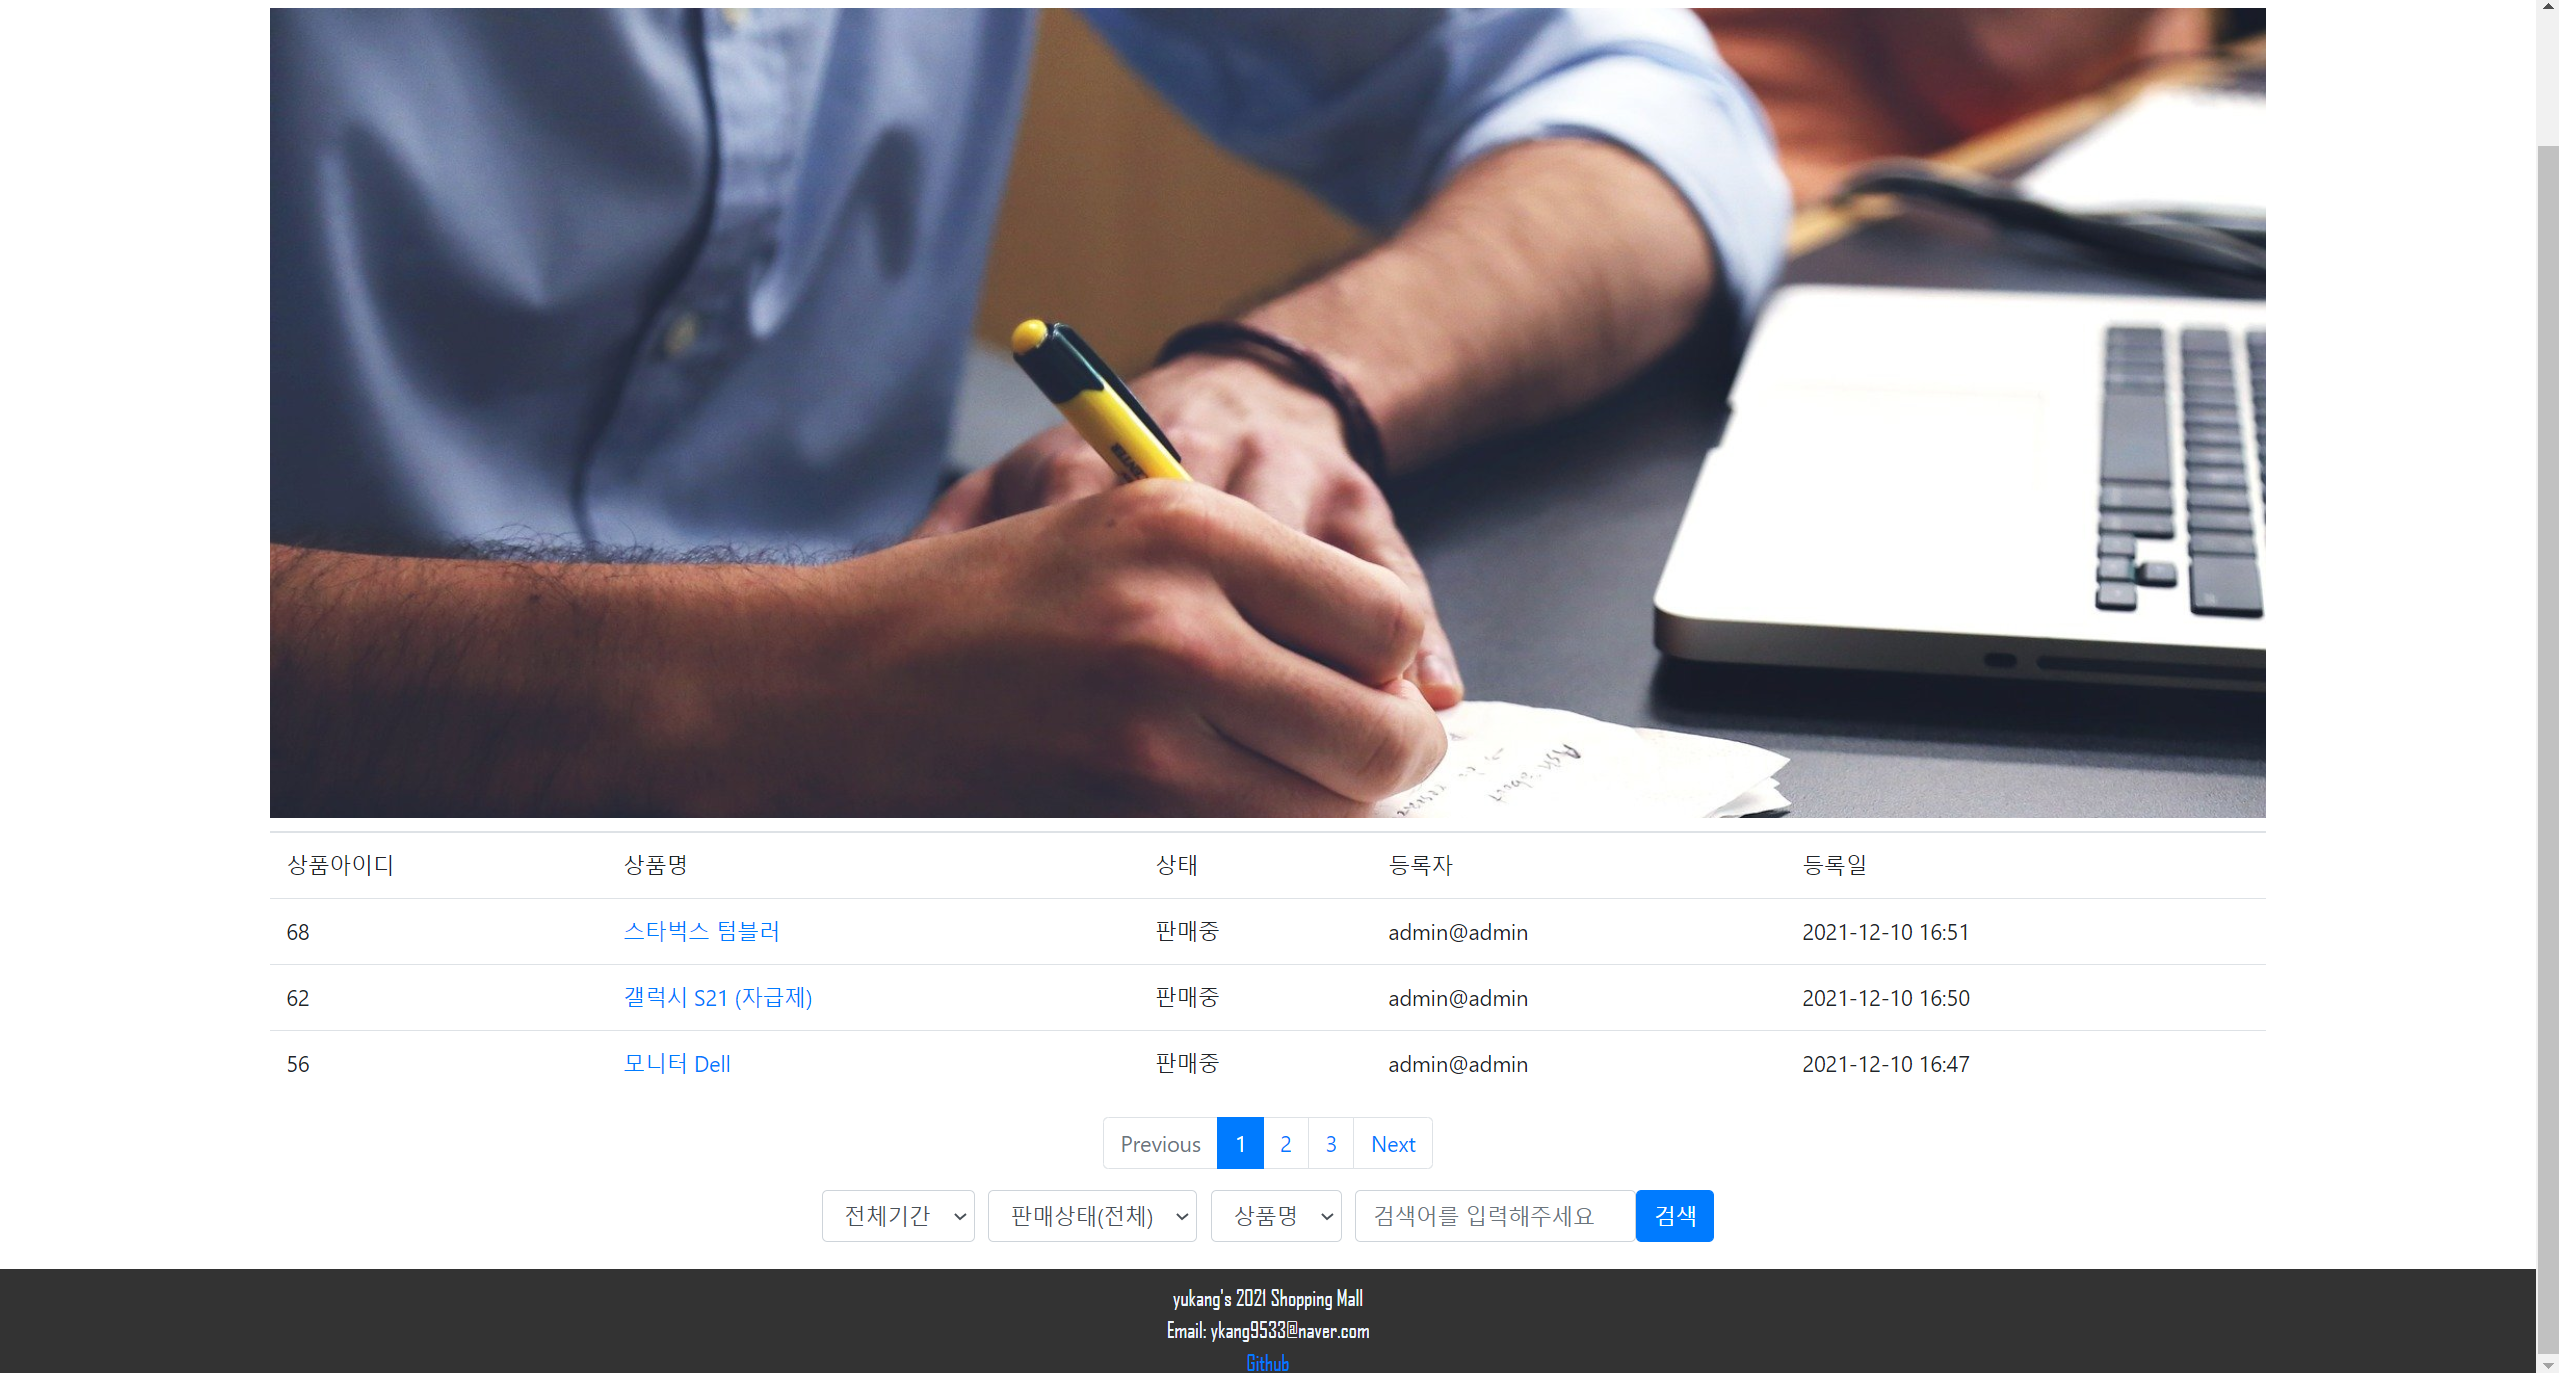 Ask about
상품아이디 상품명 상태 등록자 등록일
68 스타벅스 텀블러 판매중 admin@admin 2021-12-10 16:51
62 갤럭시 S21 (자급제) 판매중 admin@admin 2021-12-10 16:50
56 모니터 Dell 판매중 admin@admin 2021-12-10 16:47
Previous 1 2 3 Next
전체기간 판매상태(전체) 상품명 검색어를 입력해주세요 검색
yukang's 2021 Shopping Mall
Email: ykang9533@naver.com
Github